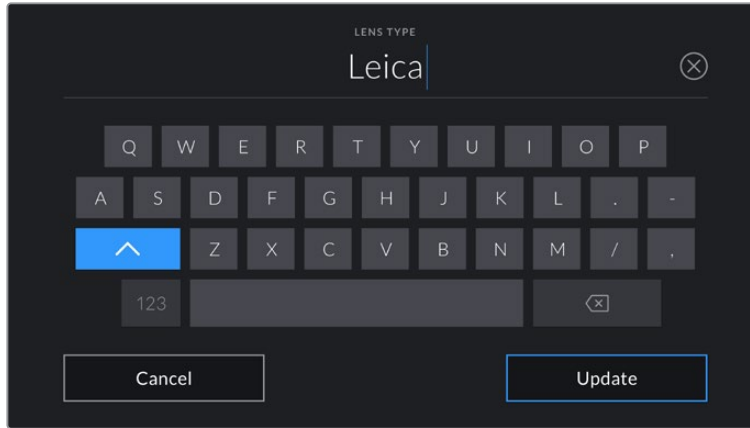 LENS TYPE
Leica
Q W E R T Y U I O P
A S D F G H J K L . -
Z X C V B N M / ,
123
Cancel Update